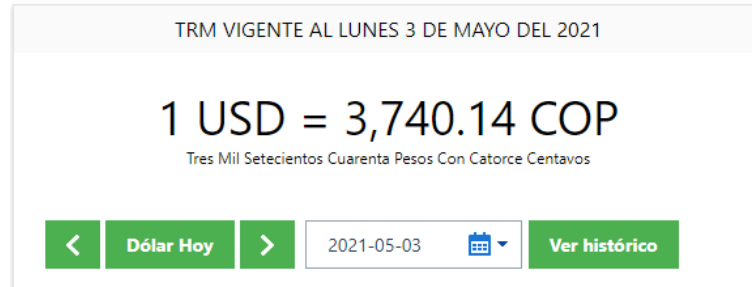 TRM VIGENTE AL LUNES 3 DE MAYO DEL 2021
1 USD = 3,740.14 COP
Tres Mil Setecientos Cuarenta Pesos Con Catorce Centavos
Dólar Hoy 2021-05-03 Ver histórico